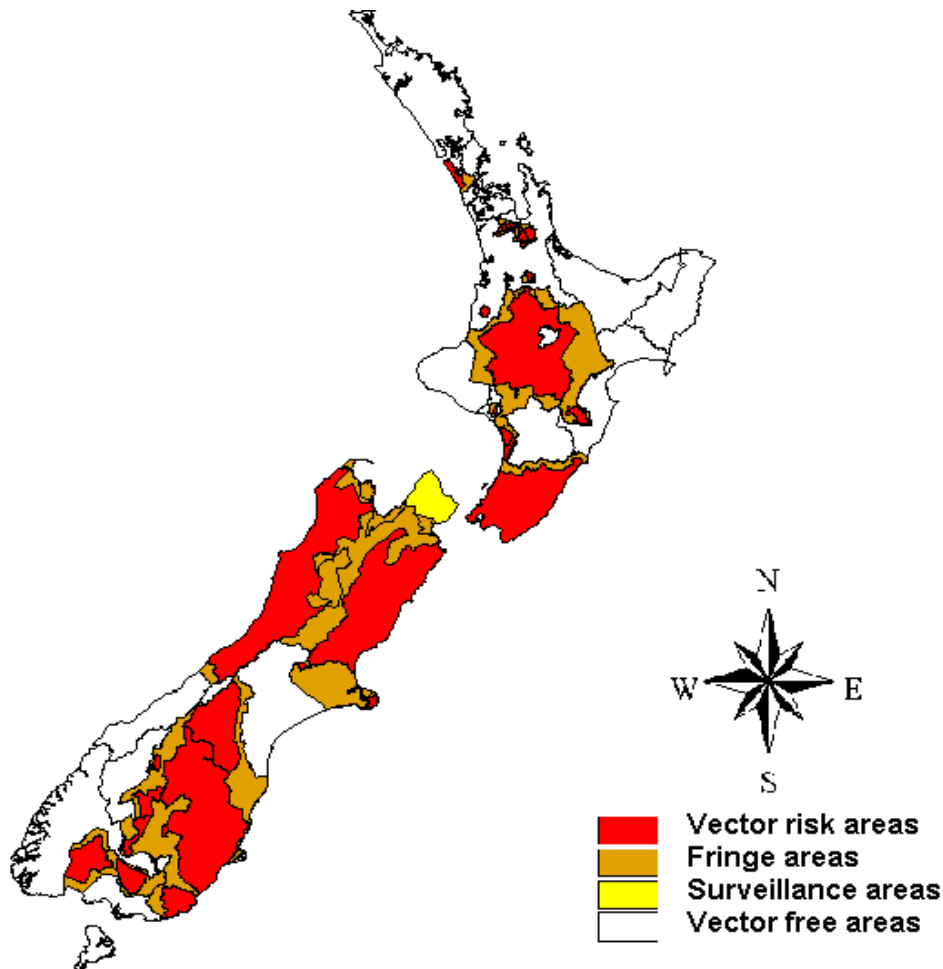 N
W
E
S
Vector risk areas
Fringe areas
Surveillance areas
Vector free areas